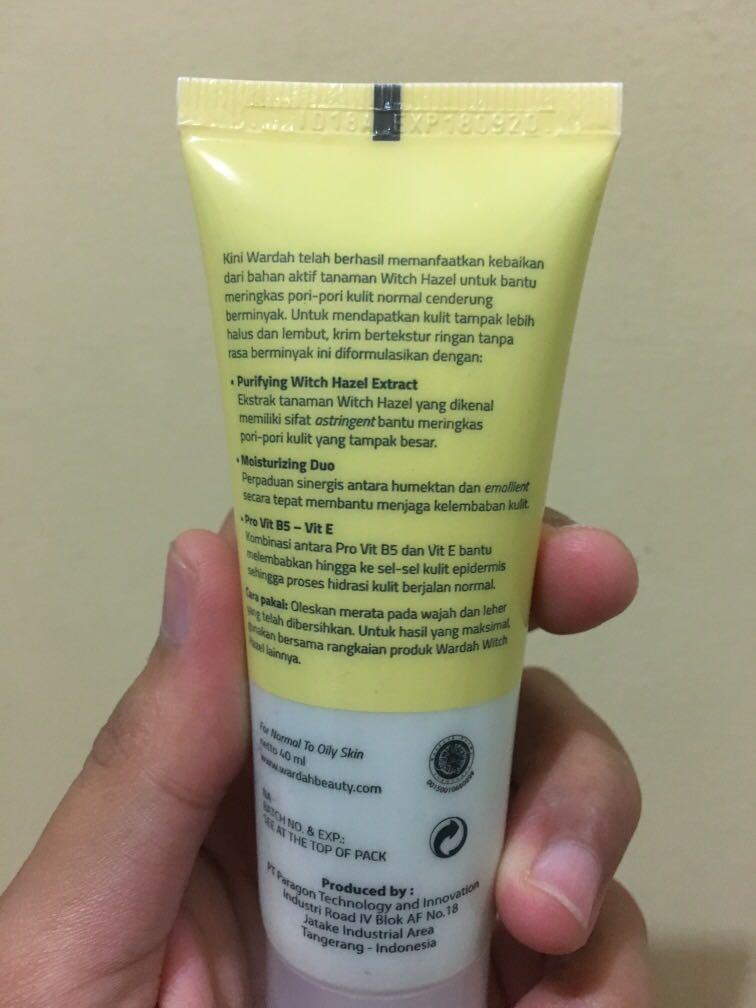 EXP180920
Kini Wardah telah berhasil memanfaatkan kebaikan
dari bahan aktif tanaman Witch Hazel untuk bantu
meringkas pori-pori kulit normal cenderung
berminyak. Untuk mendapatkan kulit tampak lebih
halus dan lembut, krim bertekstur ringan tanpa
rasa berminyak ini diformulasikan dengan:
• Purifying Witch Hazel Extract
Ekstrak tanaman Witch Hazel yang dikenal
memiliki sifat astringent bantu meringkas
pori-pori kulit yang tampak besar.
• Moisturizing Duo
Perpaduan sinergis antara humektan dan emollient
secara tepat membantu menjaga kelembaban kulit.
• Pro Vit B5 – Vit E
Kombinasi antara Pro Vit B5 dan Vit E bantu
melembabkan hingga ke sel-sel kulit epidermis
sehingga proses hidrasi kulit berjalan normal.
Cara pakai: Oleskan merata pada wajah dan leher
yang telah dibersihkan. Untuk hasil yang maksimal,
gunakan bersama rangkaian produk Wardah Witch
Hazel lainnya.
For Normal To Oily Skin
netto 40 ml
www.wardahbeauty.com
NA
BATCH NO. & EXP.:
SEE AT THE TOP OF PACK
Produced by :
PT Paragon Technology and Innovation
Industri Road IV Blok AF No.18
Jatake Industrial Area
Tangerang - Indonesia